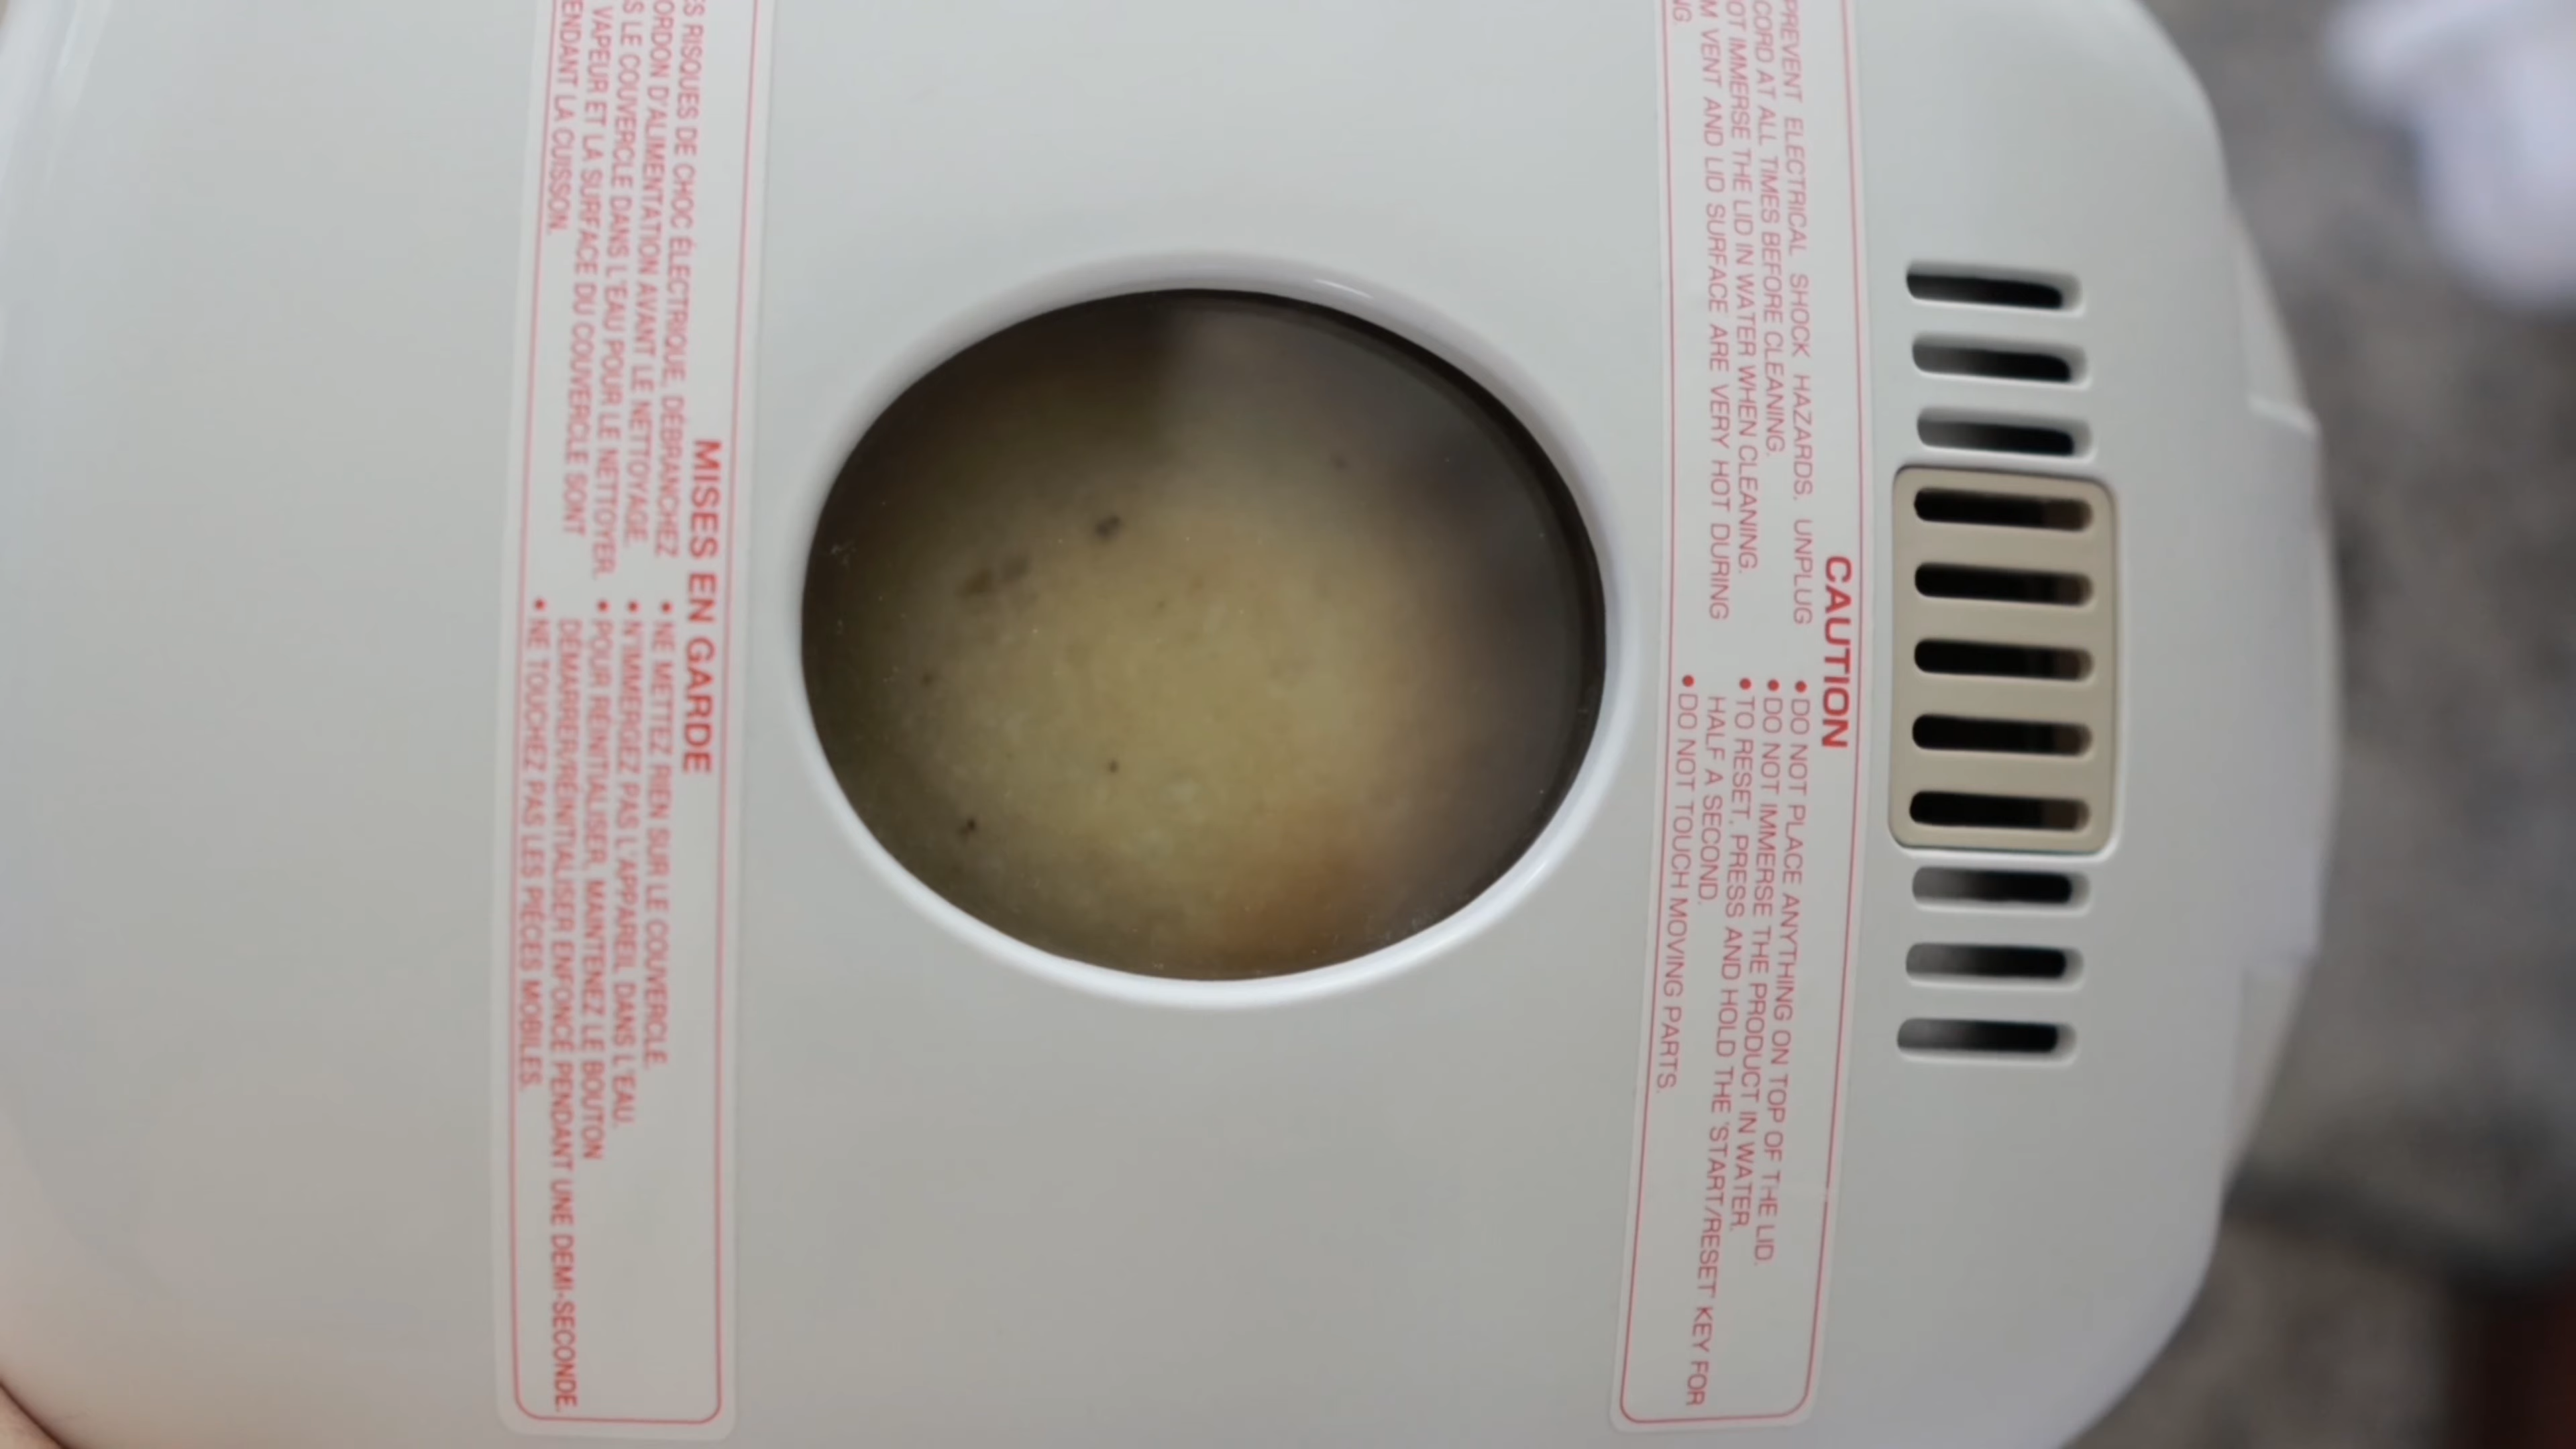 CAUTION
PREVENT ELECTRICAL SHOCK HAZARDS, UNPLUG
CORD AT ALL TIMES BEFORE CLEANING.
OT IMMERSE THE LID IN WATER WHEN CLEANING.
M VENT AND LID SURFACE ARE VERY HOT DURING
NG.
• DO NOT PLACE ANYTHING ON TOP OF THE LID.
• DO NOT IMMERSE THE PRODUCT IN WATER.
• TO RESET, PRESS AND HOLD THE 'START/RESET' KEY FOR
HALF A SECOND.
• DO NOT TOUCH MOVING PARTS.
MISES EN GARDE
ES RISQUES DE CHOC ÉLECTRIQUE, DÉBRANCHEZ
ORDON D'ALIMENTATION AVANT LE NETTOYAGE.
S LE COUVERCLE DANS L'EAU POUR LE NETTOYER.
VAPEUR ET LA SURFACE DU COUVERCLE SONT
ENDANT LA CUISSON.
• NE METTEZ RIEN SUR LE COUVERCLE.
• N'IMMERGEZ PAS L'APPAREIL DANS L'EAU.
• POUR RÉINITIALISER, MAINTENEZ LE BOUTON
DÉMARRER/RÉINITIALISER ENFONCÉ PENDANT UNE DEMI-SECONDE.
• NE TOUCHEZ PAS LES PIÈCES MOBILES.